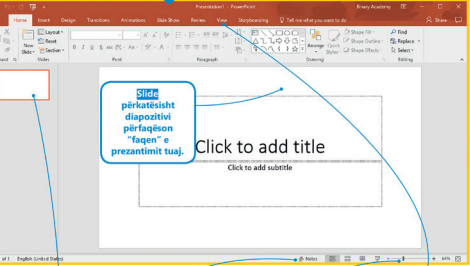 Presentation1 - PowerPoint
Binary Academy
Home Insert Design Transitions Animations Slide Show Review View Storyboarding Tell me what you want to do
Share
New Slide
Layout
Reset
Section
Arrange
Quick Styles
Shape Fill
Shape Outline
Shape Effects
Find
Replace
Select
Slides Font Paragraph Drawing Editing
Slide
përkatësisht
diapozitivi
përfaqëson
"faqen" e
prezantimit tuaj.
Click to add title
Click to add subtitle
of 1 English (United States)
Notes
64%